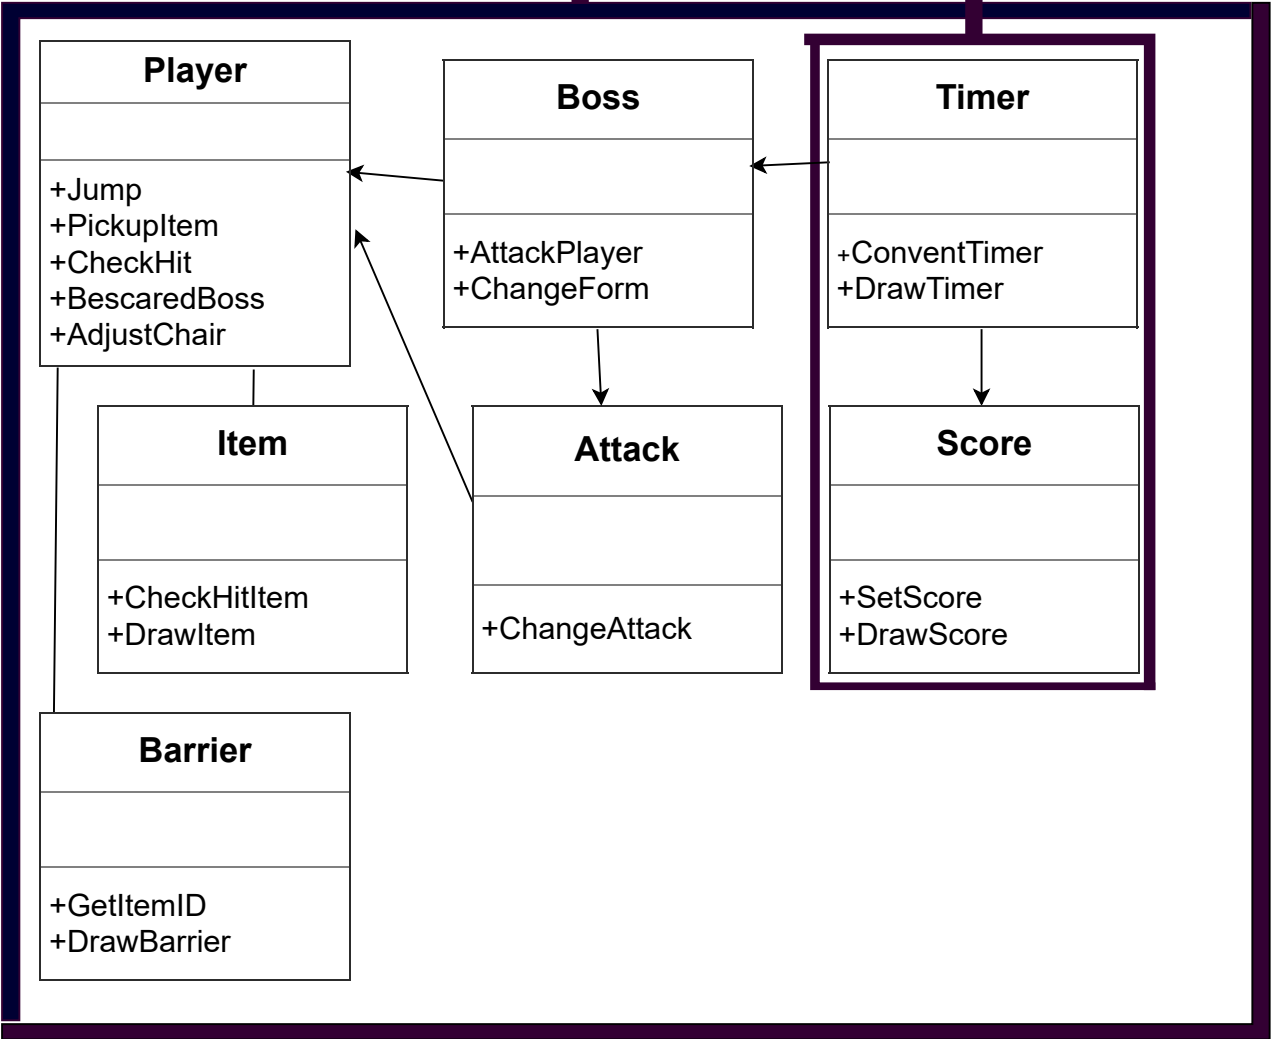 Player
+Jump
+PickupItem
+CheckHit
+BescaredBoss
+AdjustChair
Boss
+AttackPlayer
+ChangeForm
Timer
+ConventTimer
+DrawTimer
Item
+CheckHitItem
+DrawItem
Attack
+ChangeAttack
Score
+SetScore
+DrawScore
Barrier
+GetItemID
+DrawBarrier